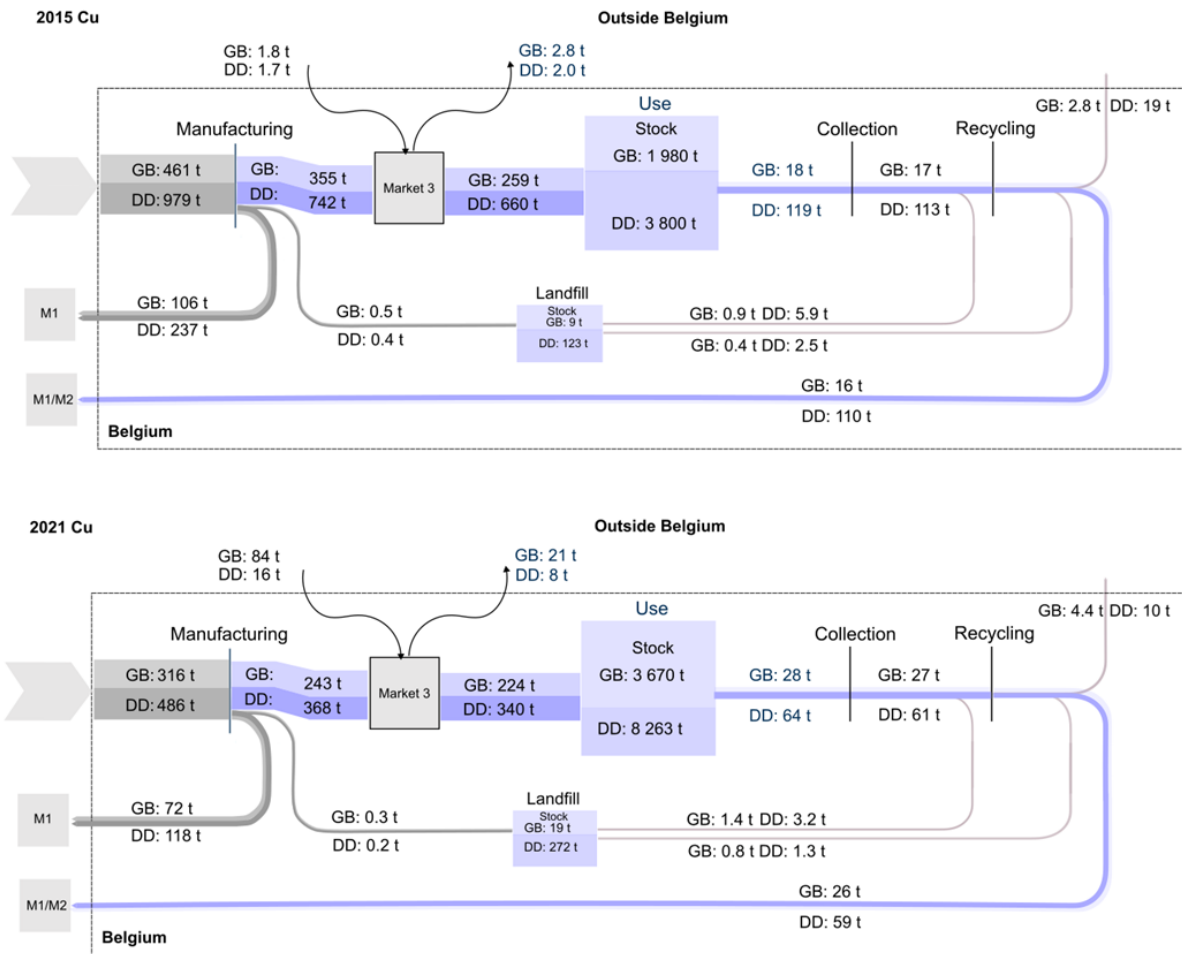 2015 Cu
Outside Belgium
GB: 1.8 t
DD: 1.7 t
GB: 2.8 t
DD: 2.0 t
GB: 2.8 t DD: 19 t
Manufacturing
Use
Collection
Recycling
GB: 461 t
DD: 979 t
GB: 355 t
DD: 742 t
Market 3
GB: 259 t
DD: 660 t
Stock
GB: 1 980 t
DD: 3 800 t
GB: 18 t
DD: 119 t
GB: 17 t
DD: 113 t
M1
GB: 106 t
DD: 237 t
GB: 0.5 t
DD: 0.4 t
Landfill
Stock
GB: 9 t
DD: 123 t
GB: 0.9 t DD: 5.9 t
GB: 0.4 t DD: 2.5 t
M1/M2
GB: 16 t
DD: 110 t
Belgium
2021 Cu
Outside Belgium
GB: 84 t
DD: 16 t
GB: 21 t
DD: 8 t
GB: 4.4 t DD: 10 t
Manufacturing
Use
Collection
Recycling
GB: 316 t
DD: 486 t
GB: 243 t
DD: 368 t
Market 3
GB: 224 t
DD: 340 t
Stock
GB: 3 670 t
DD: 8 263 t
GB: 28 t
DD: 64 t
GB: 27 t
DD: 61 t
M1
GB: 72 t
DD: 118 t
GB: 0.3 t
DD: 0.2 t
Landfill
Stock
GB: 19 t
DD: 272 t
GB: 1.4 t DD: 3.2 t
GB: 0.8 t DD: 1.3 t
M1/M2
GB: 26 t
DD: 59 t
Belgium